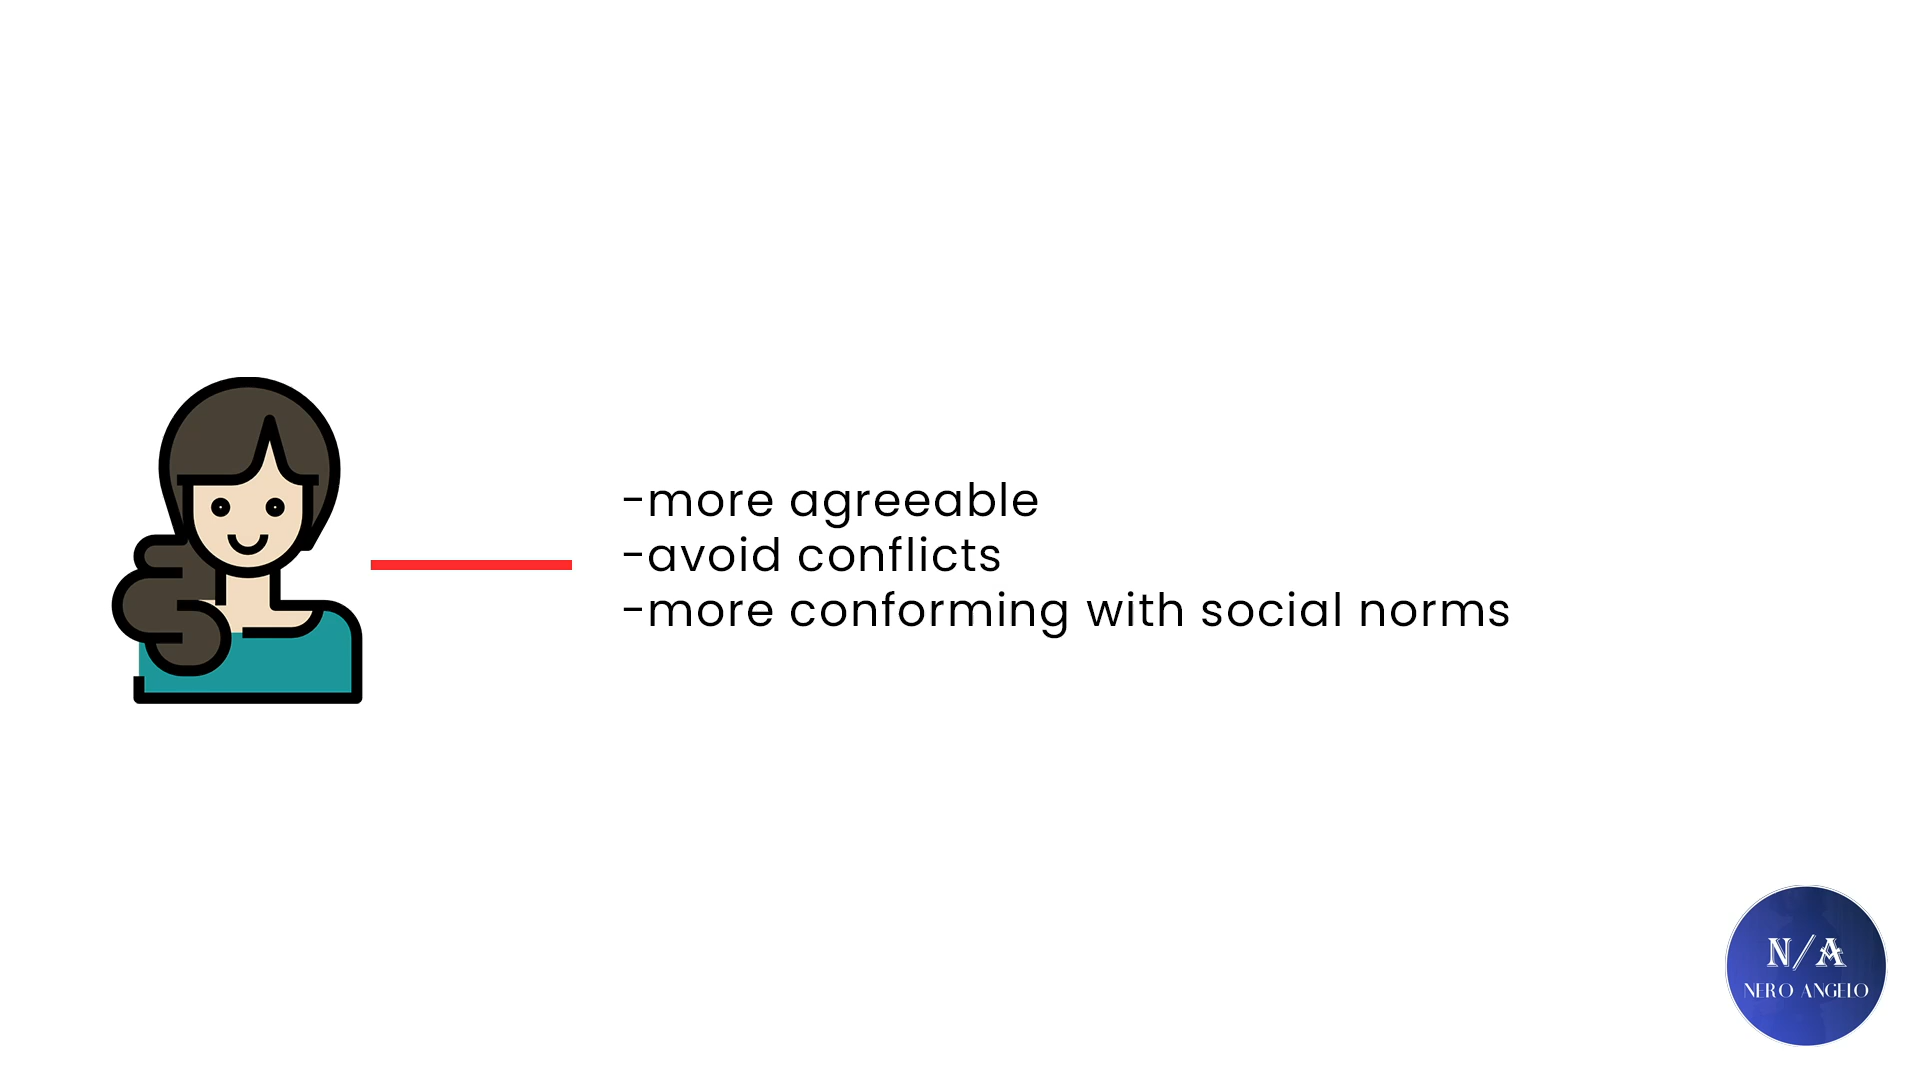 -more agreeable
-avoid conflicts
-more conforming with social norms
N/A
NERO ANGELO